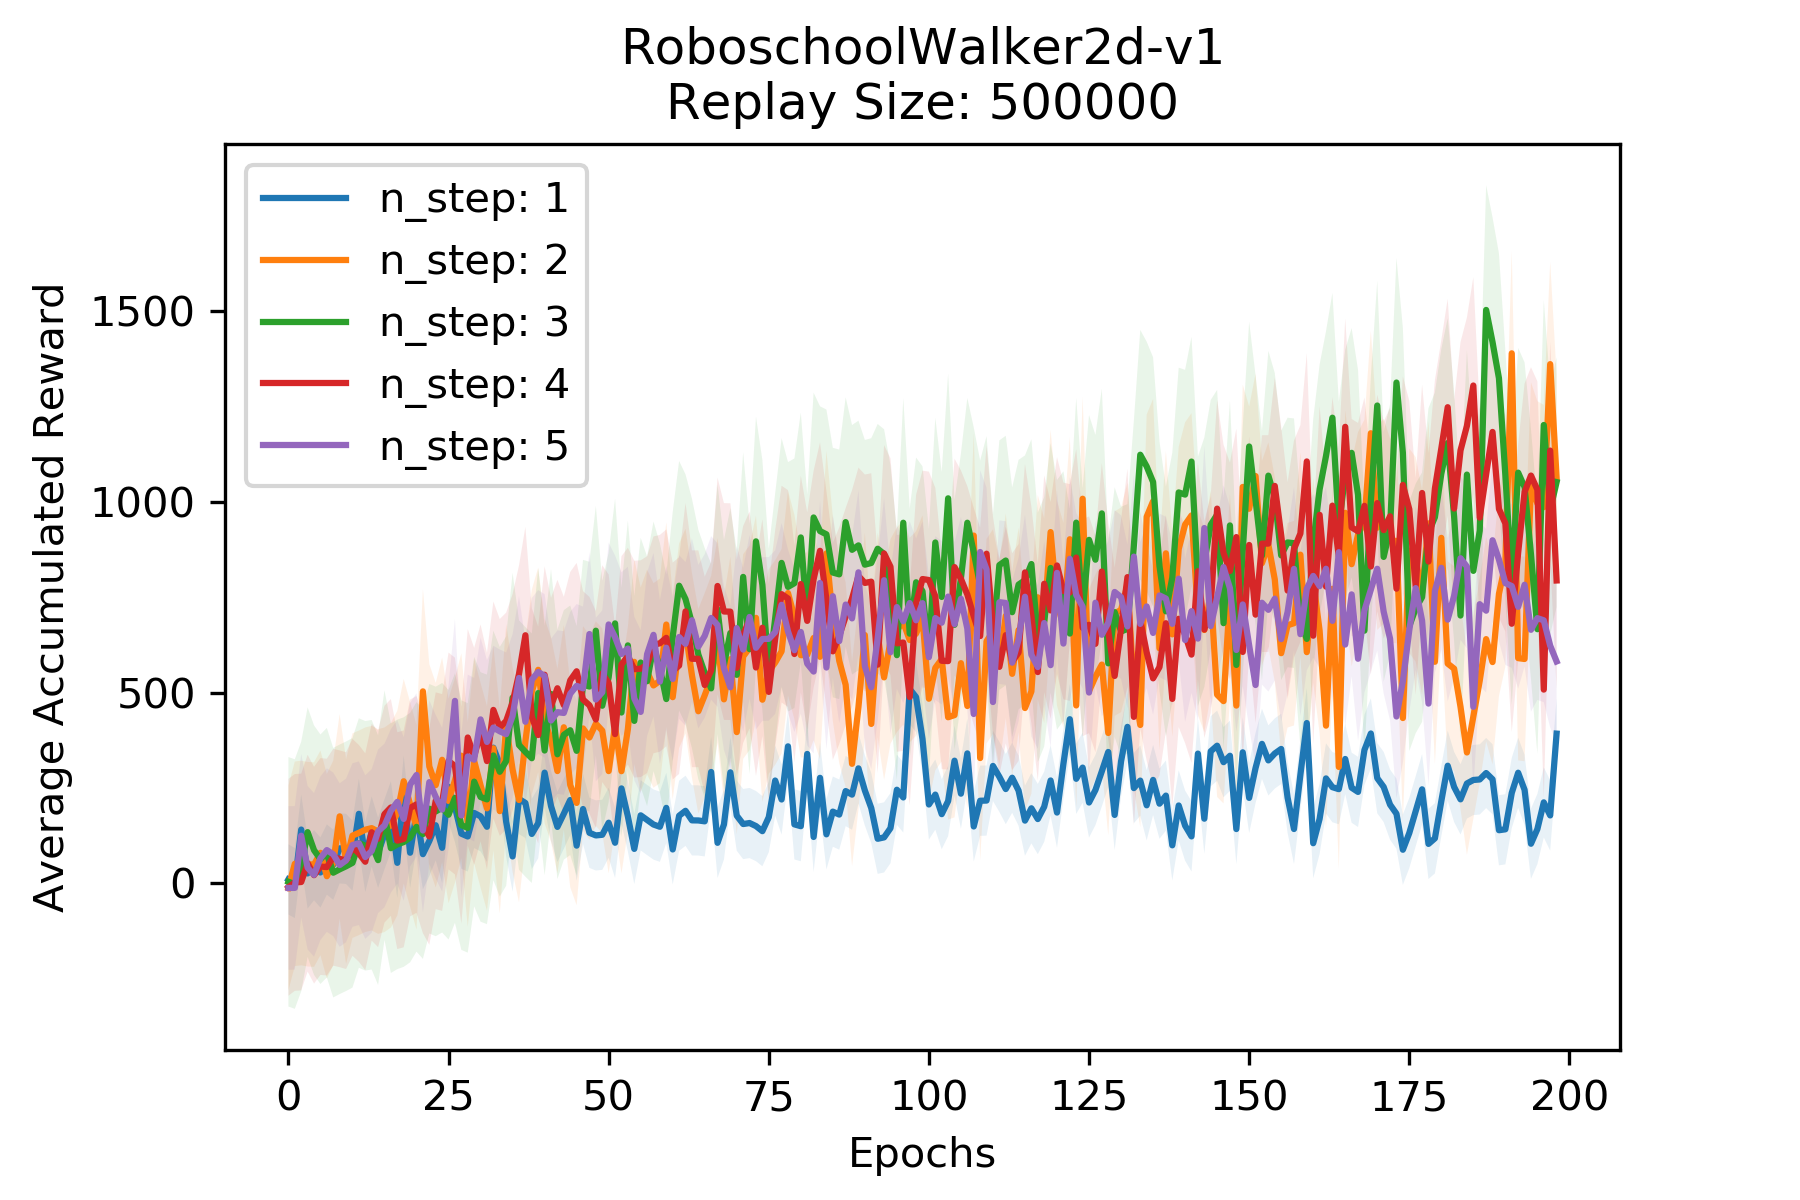 RoboschoolWalker2d-v1
Replay Size: 500000
n_step: 1
n_step: 2
n_step: 3
n_step: 4
n_step: 5
Average Accumulated Reward
1500
1000
500
0
0 25 50 75 100 125 150 175 200
Epochs